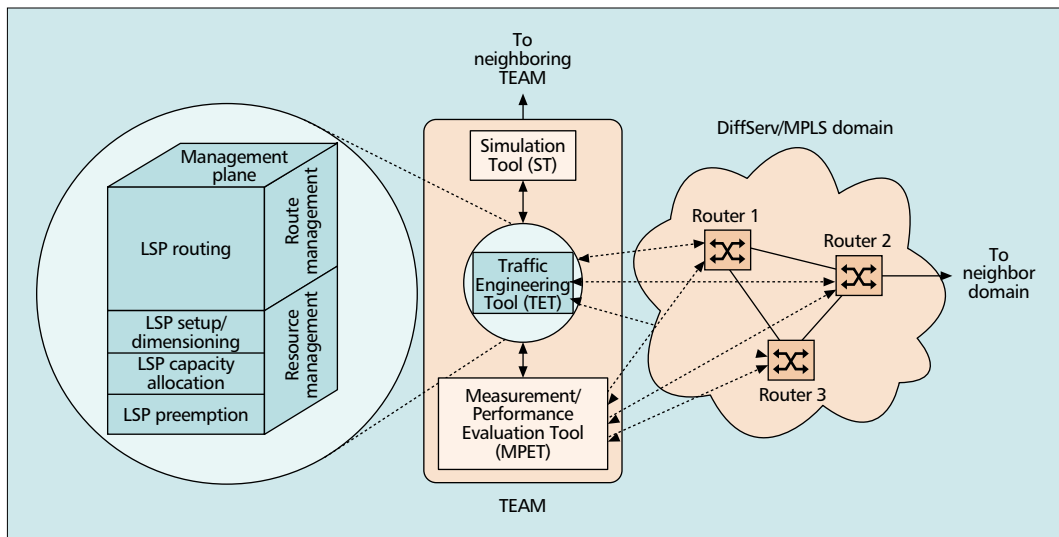 Management
plane
LSP routing
Route
management
LSP setup/
dimensioning
LSP capacity
allocation
LSP preemption
Resource
management
To
neighboring
TEAM
Simulation
Tool (ST)
Traffic
Engineering
Tool (TET)
Measurement/
Performance
Evaluation Tool
(MPET)
TEAM
DiffServ/MPLS domain
Router 1
Router 2
Router 3
To
neighbor
domain